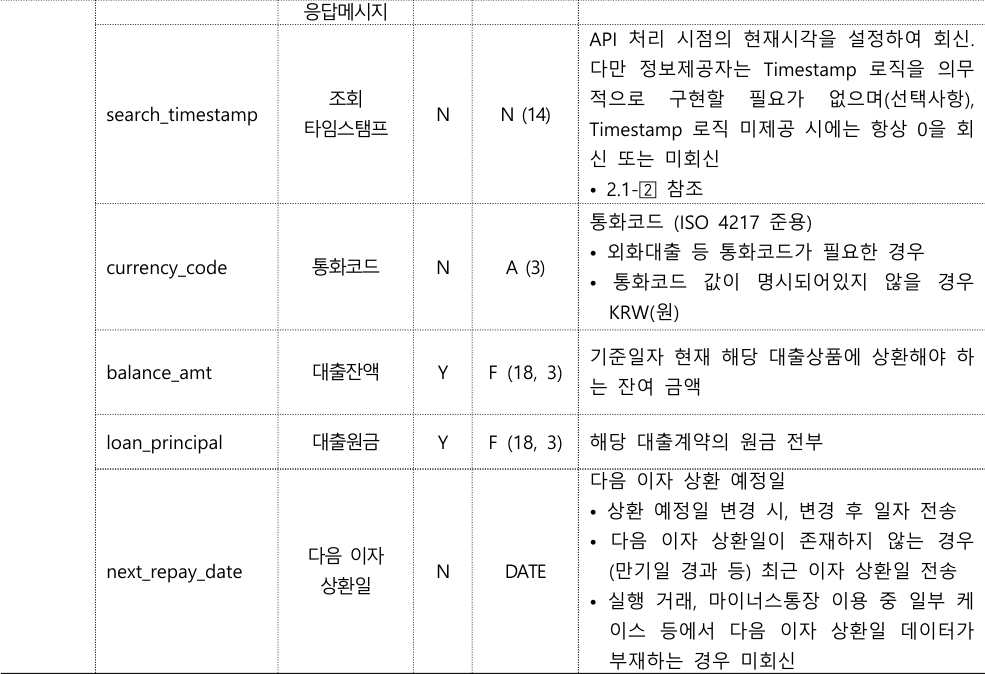 응답메시지
search_timestamp
조회
타임스탬프
N
N (14)
API 처리 시점의 현재시각을 설정하여 회신.
다만 정보제공자는 Timestamp 로직을 의무
적으로 구현할 필요가 없으며(선택사항),
Timestamp 로직 미제공 시에는 항상 0을 회
신 또는 미회신
• 2.1-2 참조
currency_code
통화코드
N
A (3)
통화코드 (ISO 4217 준용)
• 외화대출 등 통화코드가 필요한 경우
• 통화코드 값이 명시되어있지 않을 경우
KRW(원)
balance_amt
대출잔액
Y
F (18, 3)
기준일자 현재 해당 대출상품에 상환해야 하
는 잔여 금액
loan_principal
대출원금
Y
F (18, 3)
해당 대출계약의 원금 전부
next_repay_date
다음 이자
상환일
N
DATE
다음 이자 상환 예정일
• 상환 예정일 변경 시, 변경 후 일자 전송
• 다음 이자 상환일이 존재하지 않는 경우
(만기일 경과 등) 최근 이자 상환일 전송
• 실행 거래, 마이너스통장 이용 중 일부 케
이스 등에서 다음 이자 상환일 데이터가
부재하는 경우 미회신